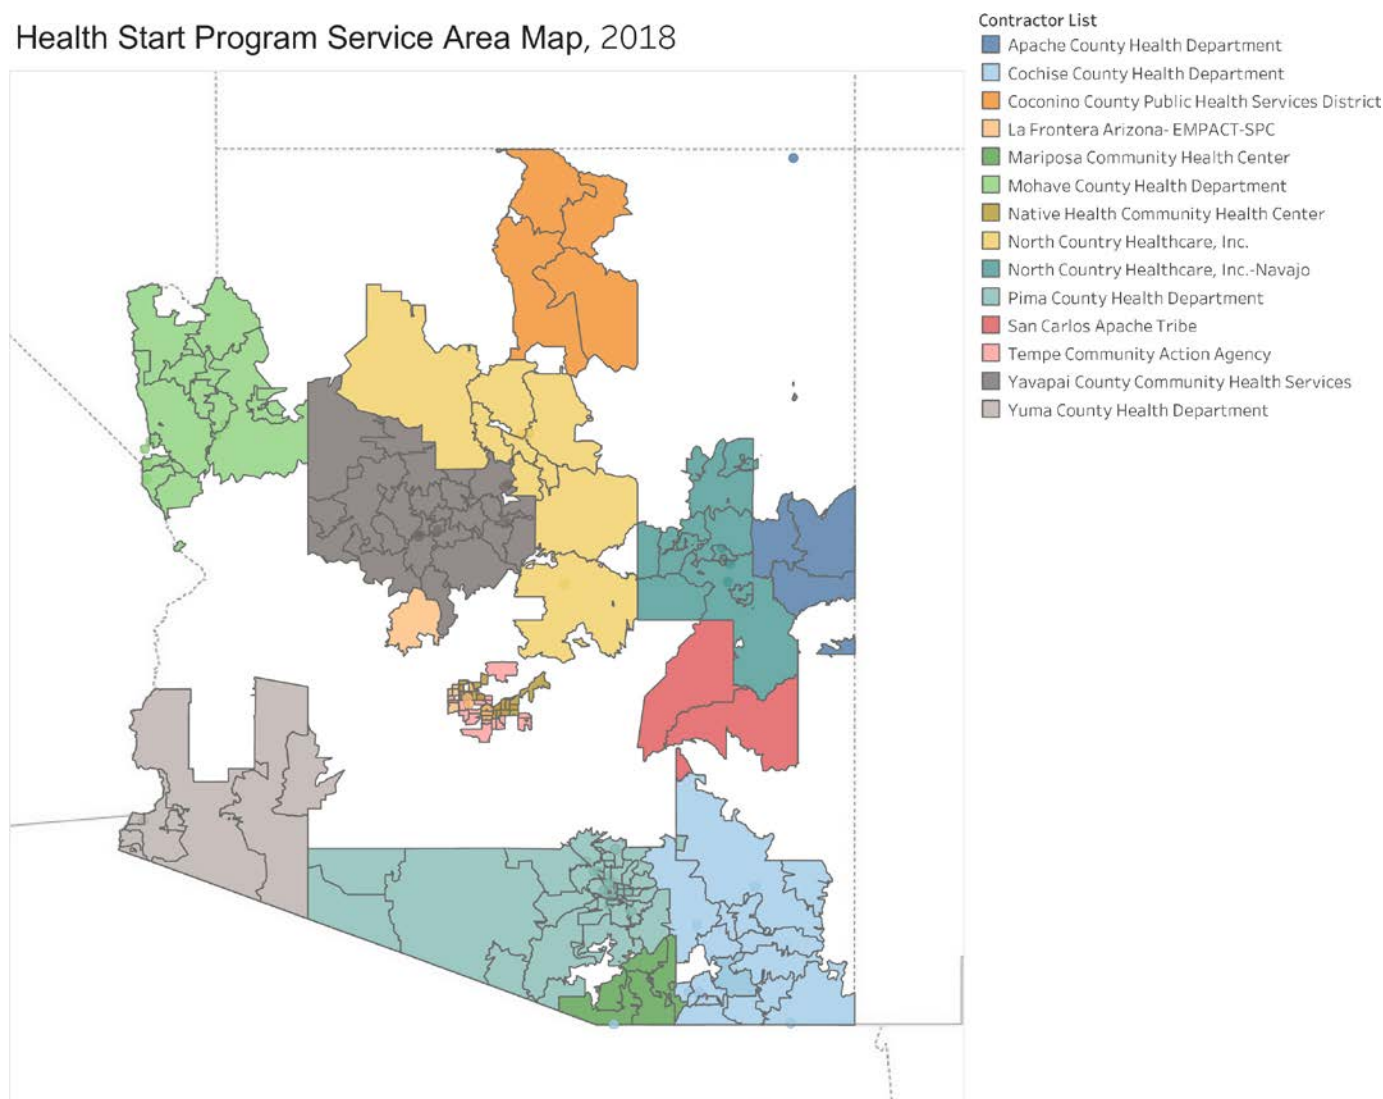 Health Start Program Service Area Map, 2018
Contractor List
Apache County Health Department
Cochise County Health Department
Coconino County Public Health Services District
La Frontera Arizona- EMPACT-SPC
Mariposa Community Health Center
Mohave County Health Department
Native Health Community Health Center
North Country Healthcare, Inc.
North Country Healthcare, Inc.-Navajo
Pima County Health Department
San Carlos Apache Tribe
Tempe Community Action Agency
Yavapai County Community Health Services
Yuma County Health Department